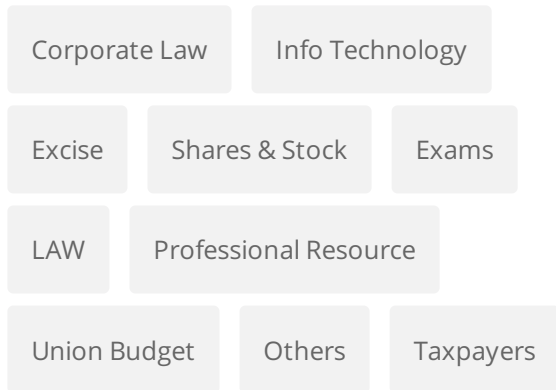 Corporate Law Info Technology
Excise Shares & Stock Exams
LAW Professional Resource
Union Budget Others Taxpayers